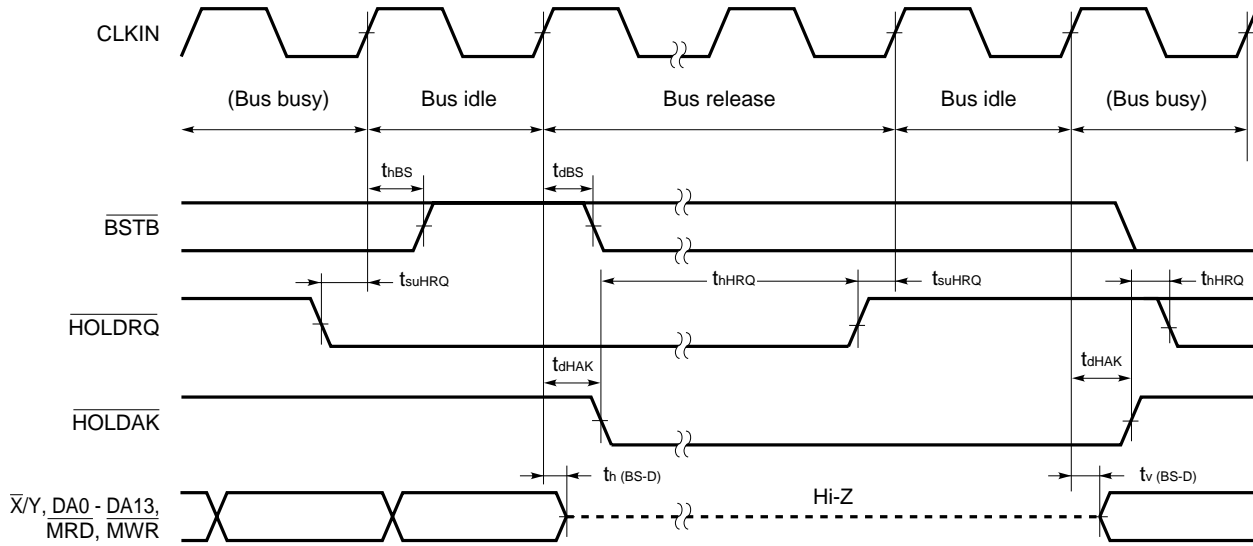 CLKIN
(Bus busy) Bus idle Bus release Bus idle (Bus busy)
thBS tdBS
BSTB
tsuHRQ thHRQ tsuHRQ thHRQ
HOLDRQ
tdHAK tdHAK
HOLDAK
th (BS-D) tv (BS-D)
X̅/Y, DA0 - DA13,
MRD, MWR
Hi-Z